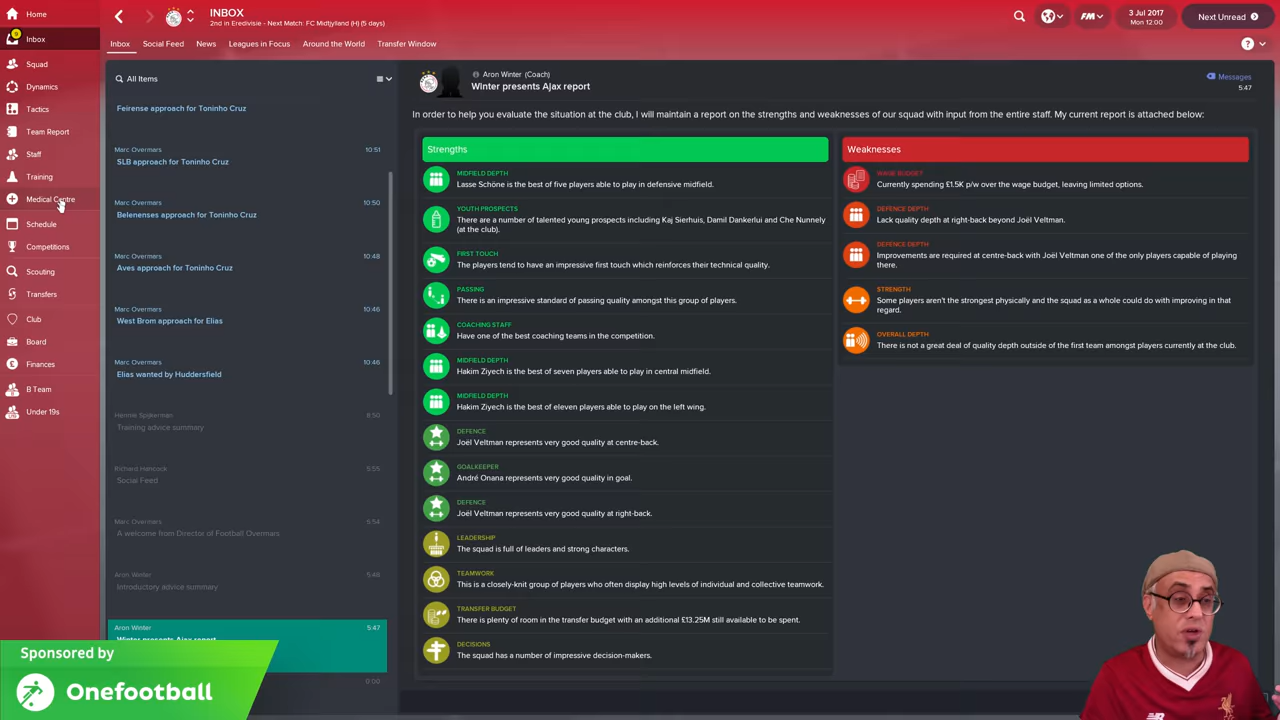 Home
Inbox
Squad
Dynamics
Tactics
Team Report
Staff
Training
Medical Centre
Schedule
Competitions
Scouting
Transfers
Club
Board
Finances
B Team
Under 19s
INBOX
2nd in Eredivisie - Next Match: FC Midtjylland (H) (5 days)
FM
3 Jul 2017
Mon 12:00
Next Unread
Inbox
Social Feed
News
Leagues in Focus
Around the World
Transfer Window
All Items
Feirense approach for Toninho Cruz
Marc Overmars 10:51
SLB approach for Toninho Cruz
Marc Overmars 10:50
Belenenses approach for Toninho Cruz
Marc Overmars 10:48
Aves approach for Toninho Cruz
Marc Overmars 10:46
West Brom approach for Elias
Marc Overmars 10:46
Elias wanted by Huddersfield
Hennie Spijkerman 8:50
Training advice summary
Richard Hancock 5:55
Social Feed
Marc Overmars 5:54
A welcome from Director of Football Overmars
Aron Winter 5:48
Introductory advice summary
Aron Winter 5:47
Winter presents Ajax report
0:00
Aron Winter (Coach)
Winter presents Ajax report
Messages
5:47
In order to help you evaluate the situation at the club, I will maintain a report on the strengths and weaknesses of our squad with input from the entire staff. My current report is attached below:
Strengths
MIDFIELD DEPTH
Lasse Schöne is the best of five players able to play in defensive midfield.
YOUTH PROSPECTS
There are a number of talented young prospects including Kaj Sierhuis, Damil Dankerlui and Che Nunnely
(at the club).
FIRST TOUCH
The players tend to have an impressive first touch which reinforces their technical quality.
PASSING
There is an impressive standard of passing quality amongst this group of players.
COACHING STAFF
Have one of the best coaching teams in the competition.
MIDFIELD DEPTH
Hakim Ziyech is the best of seven players able to play in central midfield.
MIDFIELD DEPTH
Hakim Ziyech is the best of eleven players able to play on the left wing.
DEFENCE
Joël Veltman represents very good quality at centre-back.
GOALKEEPER
André Onana represents very good quality in goal.
DEFENCE
Joël Veltman represents very good quality at right-back.
LEADERSHIP
The squad is full of leaders and strong characters.
TEAMWORK
This is a closely-knit group of players who often display high levels of individual and collective teamwork.
TRANSFER BUDGET
There is plenty of room in the transfer budget with an additional £13.25M still available to be spent.
DECISIONS
The squad has a number of impressive decision-makers.
Weaknesses
WAGE BUDGET
Currently spending £1.5K p/w over the wage budget, leaving limited options.
DEFENCE DEPTH
Lack quality depth at right-back beyond Joël Veltman.
DEFENCE DEPTH
Improvements are required at centre-back with Joël Veltman one of the only players capable of playing
there.
STRENGTH
Some players aren't the strongest physically and the squad as a whole could do with improving in that
regard.
OVERALL DEPTH
There is not a great deal of quality depth outside of the first team amongst players currently at the club.
Sponsored by
Onefootball